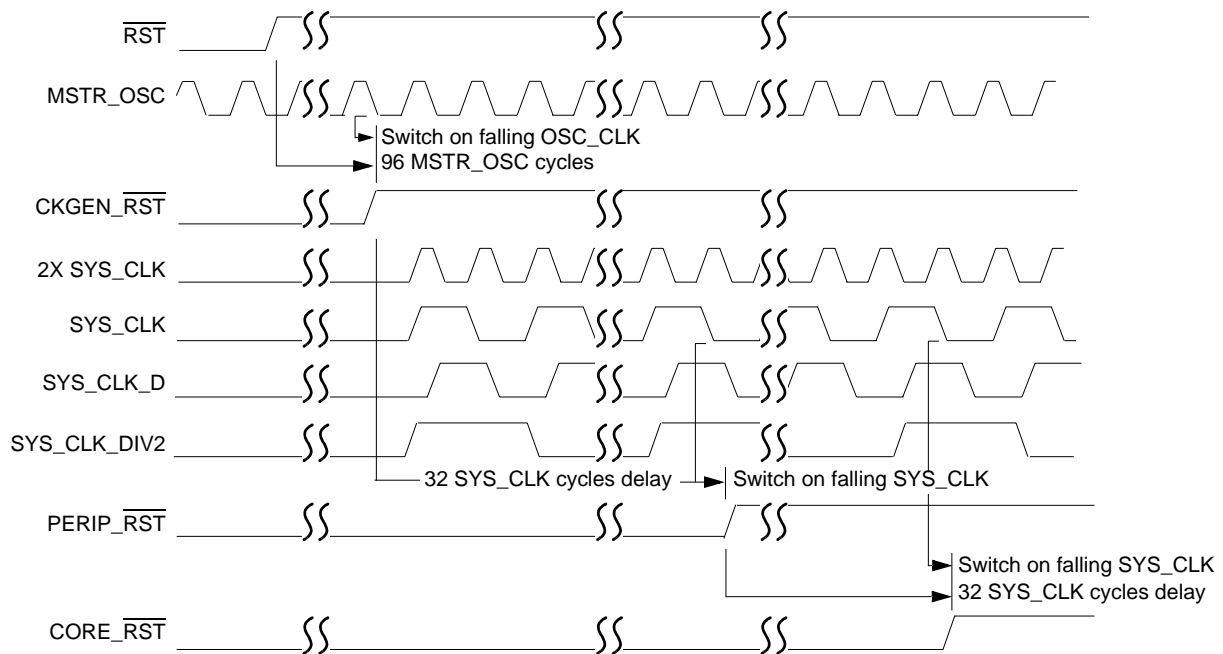 RST
MSTR_OSC
Switch on falling OSC_CLK
96 MSTR_OSC cycles
CKGEN_RST
2X SYS_CLK
SYS_CLK
SYS_CLK_D
SYS_CLK_DIV2
32 SYS_CLK cycles delay
Switch on falling SYS_CLK
PERIP_RST
Switch on falling SYS_CLK
32 SYS_CLK cycles delay
CORE_RST